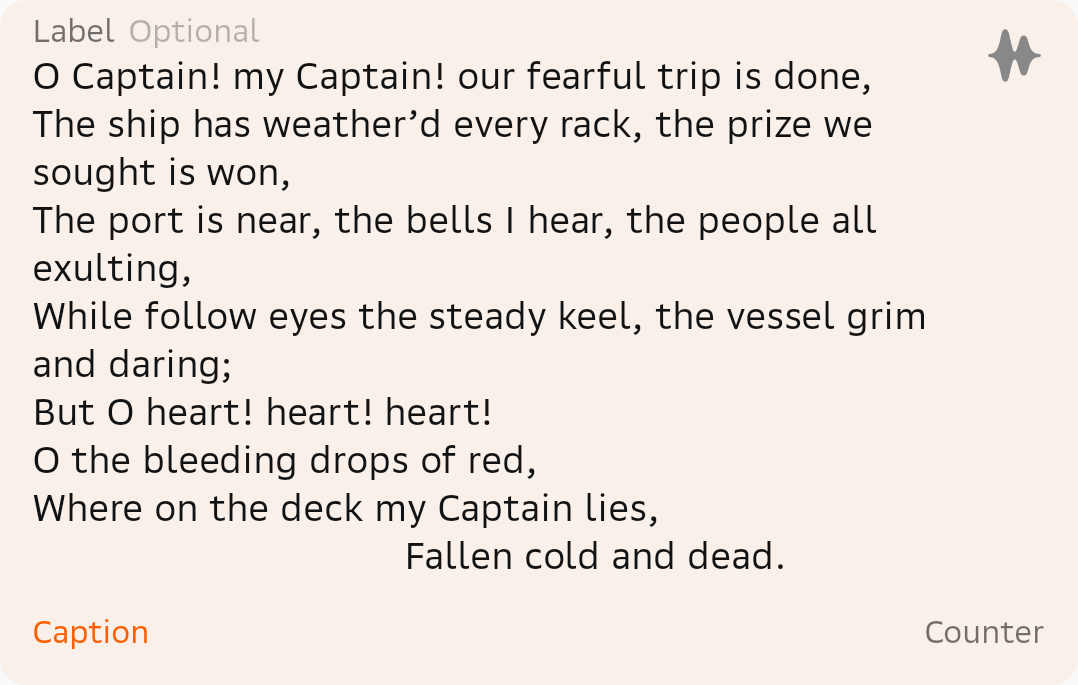 Label Optional
O Captain! my Captain! our fearful trip is done,
The ship has weather’d every rack, the prize we
sought is won,
The port is near, the bells I hear, the people all
exulting,
While follow eyes the steady keel, the vessel grim
and daring;
But O heart! heart! heart!
O the bleeding drops of red,
Where on the deck my Captain lies,
Fallen cold and dead.
Caption Counter